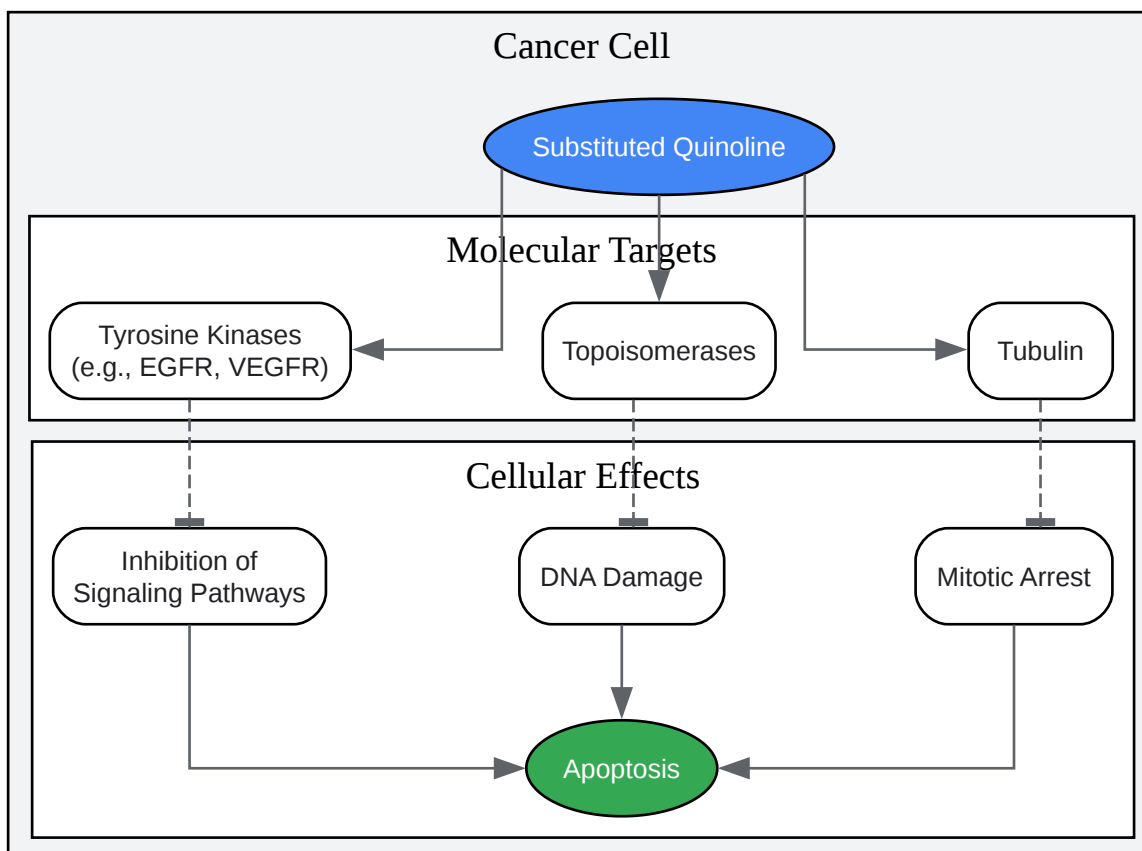 Cancer Cell
Substituted Quinoline
Molecular Targets
Tyrosine Kinases
(e.g., EGFR, VEGFR)
Topoisomerases
Tubulin
Cellular Effects
Inhibition of
Signaling Pathways
DNA Damage
Mitotic Arrest
Apoptosis